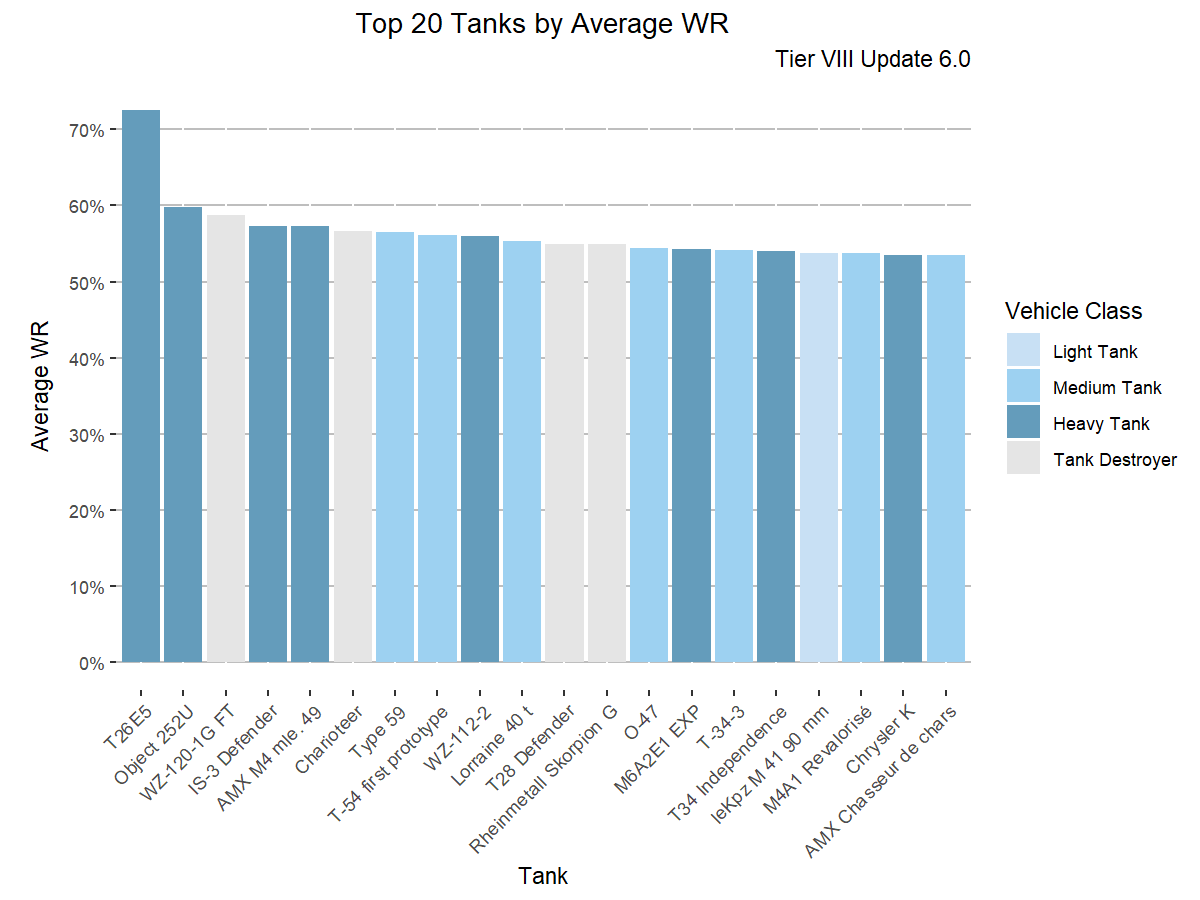 Top 20 Tanks by Average WR
Tier VIII Update 6.0
70%
60%
50%
40%
30%
20%
10%
0%
Average WR
T26E5
Object 252U
WZ-120-1G FT
IS-3 Defender
AMX M4 mle. 49
Charioteer
Type 59
T-54 first prototype
WZ-112-2
Lorraine 40 t
T28 Defender
Rheinmetall Skorpion G
O-47
M6A2E1 EXP
T-34-3
T34 Independence
leKpz M 41 90 mm
M4A1 Revalorisé
Chrysler K
AMX Chasseur de chars
Tank
Vehicle Class
Light Tank
Medium Tank
Heavy Tank
Tank Destroyer